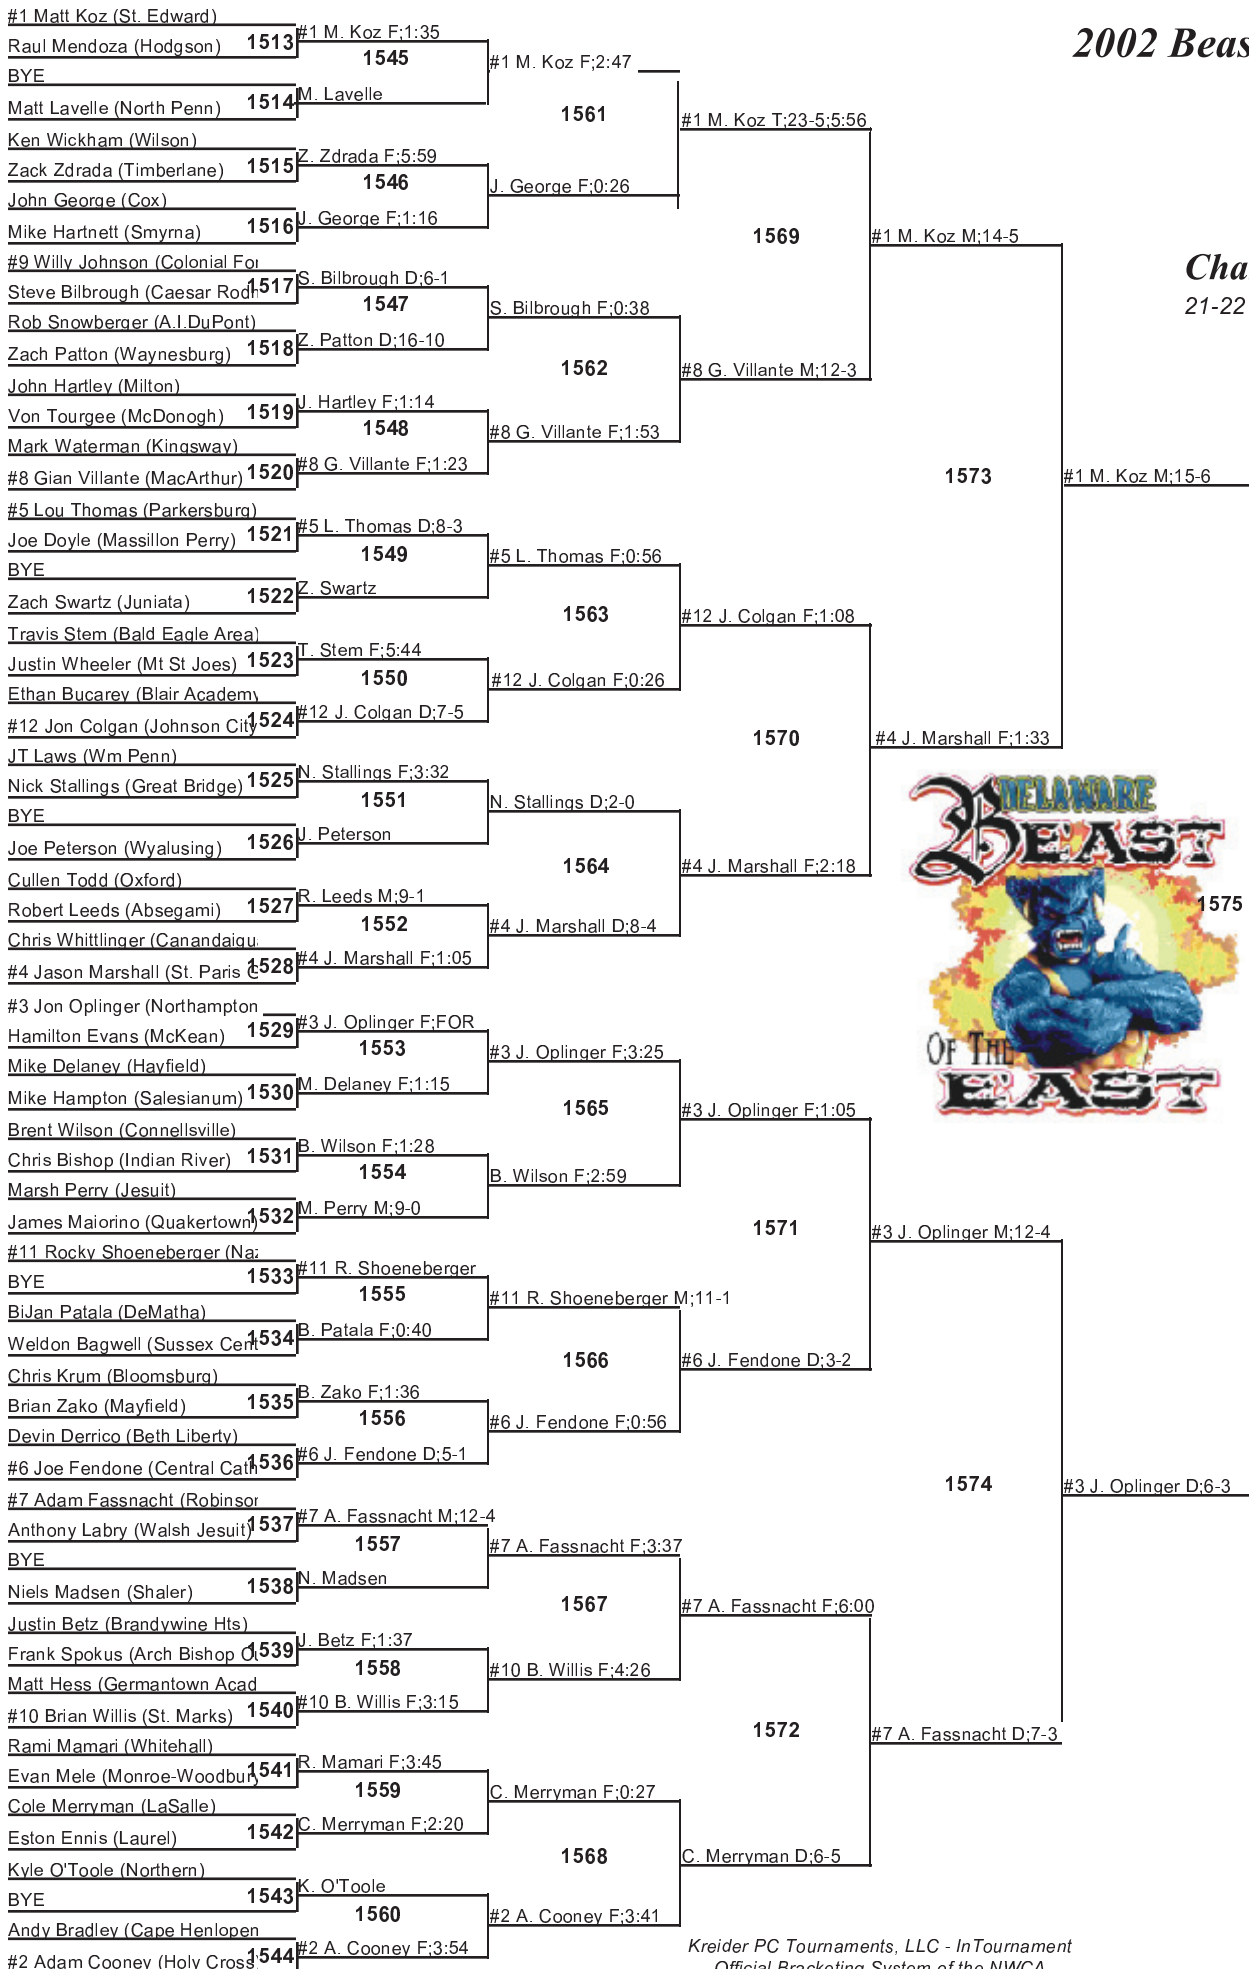 #1 Matt Koz (St. Edward)
Raul Mendoza (Hodgson)
BYE
Matt Lavelle (North Penn)
Ken Wickham (Wilson)
Zack Zdrada (Timberlane)
John George (Cox)
Mike Hartnett (Smyrna)
#9 Willy Johnson (Colonial For
Steve Bilbrough (Caesar Rodn
Rob Snowberger (A.I.DuPont)
Zach Patton (Waynesburg)
John Hartley (Milton)
Von Tourgee (McDonogh)
Mark Waterman (Kingsway)
#8 Gian Villante (MacArthur)
#5 Lou Thomas (Parkersburg)
Joe Doyle (Massillon Perry)
BYE
Zach Swartz (Juniata)
Travis Stem (Bald Eagle Area)
Justin Wheeler (Mt St Joes)
Ethan Bucarey (Blair Academy
#12 Jon Colgan (Johnson City
JT Laws (Wm Penn)
Nick Stallings (Great Bridge)
BYE
Joe Peterson (Wyalusing)
Cullen Todd (Oxford)
Robert Leeds (Absegami)
Chris Whittlinger (Canandaigu
#4 Jason Marshall (St. Paris G
#3 Jon Oplinger (Northampton
Hamilton Evans (McKean)
Mike Delaney (Hayfield)
Mike Hampton (Salesianum)
Brent Wilson (Connellsville)
Chris Bishop (Indian River)
Marsh Perry (Jesuit)
James Maiorino (Quakertown)
#11 Rocky Shoeneberger (Naz
BYE
BiJan Patala (DeMatha)
Weldon Bagwell (Sussex Cent
Chris Krum (Bloomsburg)
Brian Zako (Mayfield)
Devin Derrico (Beth Liberty)
#6 Joe Fendone (Central Cath
#7 Adam Fassnacht (Robinson
Anthony Labry (Walsh Jesuit)
BYE
Niels Madsen (Shaler)
Justin Betz (Brandywine Hts)
Frank Spokus (Arch Bishop
Matt Hess (Germantown Acad
#10 Brian Willis (St. Marks)
Rami Mamari (Whitehall)
Evan Mele (Monroe-Woodbury
Cole Merryman (LaSalle)
Eston Ennis (Laurel)
Kyle O'Toole (Northern)
BYE
Andy Bradley (Cape Henlopen
#2 Adam Cooney (Holy Cross)
1513
1514
1515
1516
1517
1518
1519
1520
1521
1522
1523
1524
1525
1526
1527
1528
1529
1530
1531
1532
1533
1534
1535
1536
1537
1538
1539
1540
1541
1542
1543
1544
#1 M. Koz F;1:35
1545
M. Lavelle
Z. Zdrada F;5:59
1546
J. George F;1:16
S. Bilbrough D;6-1
1547
Z. Patton D;16-10
J. Hartley F;1:14
1548
#8 G. Villante F;1:23
#5 L. Thomas D;8-3
1549
Z. Swartz
T. Stem F;5:44
1550
#12 J. Colgan D;7-5
N. Stallings F;3:32
1551
J. Peterson
R. Leeds M;9-1
1552
#4 J. Marshall F;1:05
#3 J. Oplinger F;FOR
1553
M. Delaney F;1:15
B. Wilson F;1:28
1554
M. Perry M;9-0
#11 R. Shoeneberger
1555
B. Patala F;0:40
B. Zako F;1:36
1556
#6 J. Fendone D;5-1
#7 A. Fassnacht M;12-4
1557
N. Madsen
J. Betz F;1:37
1558
#10 B. Willis F;3:15
R. Mamari F;3:45
1559
C. Merryman F;2:20
K. O'Toole
1560
#2 A. Cooney F;3:54
#1 M. Koz F;2:47
1561
J. George F;0:26
S. Bilbrough F;0:38
1562
#8 G. Villante F;1:53
#5 L. Thomas F;0:56
1563
#12 J. Colgan F;0:26
N. Stallings D;2-0
1564
#4 J. Marshall D;8-4
#3 J. Oplinger F;3:25
1565
B. Wilson F;2:59
#11 R. Shoeneberger M;11-1
1566
#6 J. Fendone F;0:56
#7 A. Fassnacht F;3:37
1567
#10 B. Willis F;4:26
C. Merryman F;0:27
1568
#2 A. Cooney F;3:41
#1 M. Koz T;23-5;5:56
1569
#8 G. Villante M;12-3
#12 J. Colgan F;1:08
1570
#4 J. Marshall F;2:18
#3 J. Oplinger F;1:05
1571
#6 J. Fendone D;3-2
#7 A. Fassnacht F;6:00
1572
C. Merryman D;6-5
#1 M. Koz M;14-5
1573
#4 J. Marshall F;1:33
#3 J. Oplinger M;12-4
1574
#7 A. Fassnacht D;7-3
2002 Beas
Cha
21-22
#1 M. Koz M;15-6
1575
#3 J. Oplinger D;6-3
DELAWARE
BEAST
OF THE
EAST
Kreider PC Tournaments, LLC - InTournament
Official Bracketing System of the NWCA